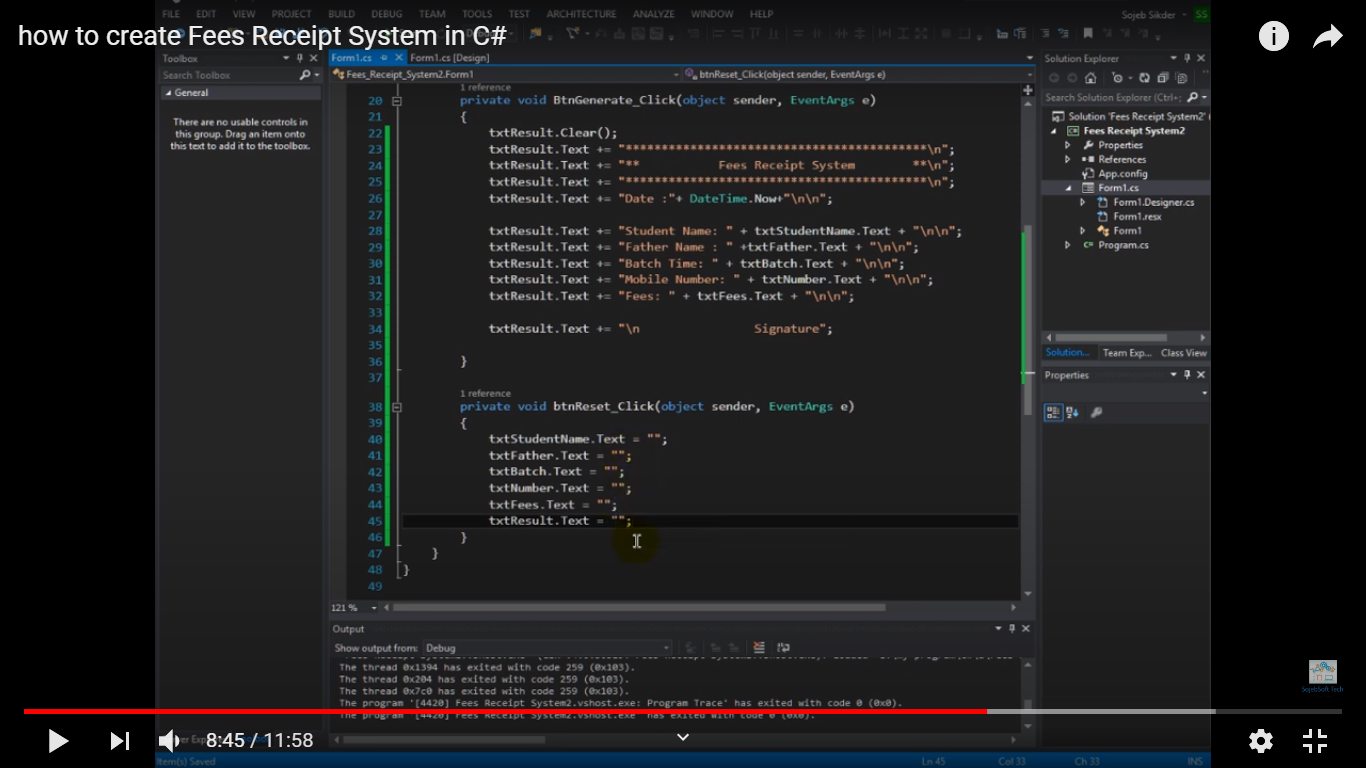 FILE EDIT VIEW PROJECT BUILD DEBUG TEAM TOOLS TEST ARCHITECTURE ANALYZE WINDOW HELP
Sojeb Sikder SS
how to create Fees Receipt System in C#
Toolbox
Search Toolbox
General
There are no usable controls in
this group. Drag an item onto
this text to add it to the toolbox.
Form1.cs Form1.cs [Design]
Fees_Receipt_System2.Form1 btnReset_Click(object sender, EventArgs e)
1 reference
20 private void BtnGenerate_Click(object sender, EventArgs e)
21 {
22 txtResult.Clear();
23 txtResult.Text += "******************************************\n";
24 txtResult.Text += "** Fees Receipt System **\n";
25 txtResult.Text += "******************************************\n";
26 txtResult.Text += "Date :"+ DateTime.Now+"\n\n";
27
28 txtResult.Text += "Student Name: " + txtStudentName.Text + "\n\n";
29 txtResult.Text += "Father Name : " +txtFather.Text + "\n\n";
30 txtResult.Text += "Batch Time: " + txtBatch.Text + "\n\n";
31 txtResult.Text += "Mobile Number: " + txtNumber.Text + "\n\n";
32 txtResult.Text += "Fees: " + txtFees.Text + "\n\n";
33
34 txtResult.Text += "\n Signature";
35
36 }
37
1 reference
38 private void btnReset_Click(object sender, EventArgs e)
39 {
40 txtStudentName.Text = "";
41 txtFather.Text = "";
42 txtBatch.Text = "";
43 txtNumber.Text = "";
44 txtFees.Text = "";
45 txtResult.Text = "";
46 }
47 }
48 }
49
121 %
Output
Show output from: Debug
The thread 0x1394 has exited with code 259 (0x103).
The thread 0x204 has exited with code 259 (0x103).
The thread 0x7c0 has exited with code 259 (0x103).
The program '[4420] Fees Receipt System2.vshost.exe: Program Trace' has exited with code 0 (0x0).
The program '[4420] Fees Receipt System2.vshost.exe' has exited with code 0 (0x0).
Solution Explorer
Search Solution Explorer (Ctrl+;
Solution 'Fees Receipt System2' (
Fees Receipt System2
Properties
References
App.config
Form1.cs
Form1.Designer.cs
Form1.resx
Form1
Program.cs
Solution... Team Exp... Class View
Properties
SojebSoft Tech
8:45 / 11:58
Item(s) Saved Ln 45 Col 33 Ch 33 INS